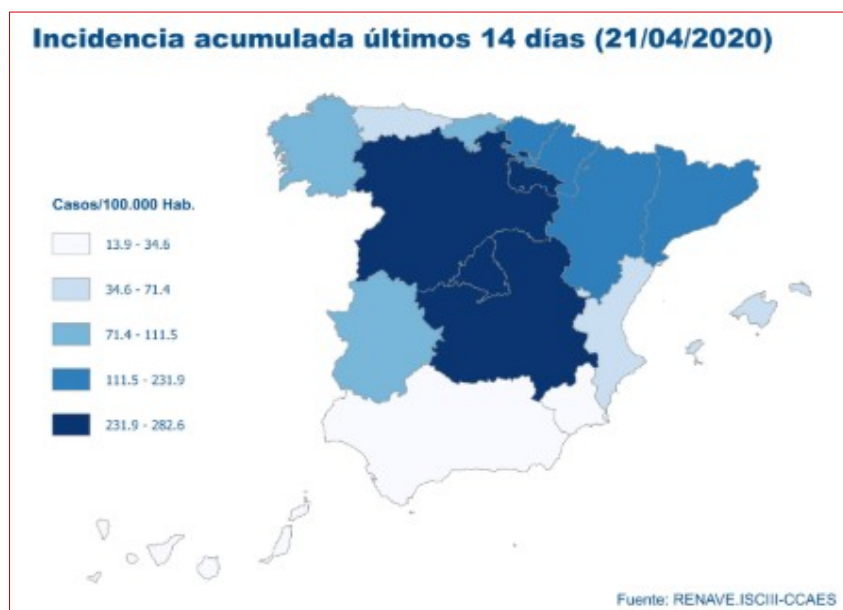 Incidencia acumulada últimos 14 días (21/04/2020)
Casos/100.000 Hab.
13.9 - 34.6
34.6 - 71.4
71.4 - 111.5
111.5 - 231.9
231.9 - 282.6
Fuente: RENAVE.ISCIII-CCAES